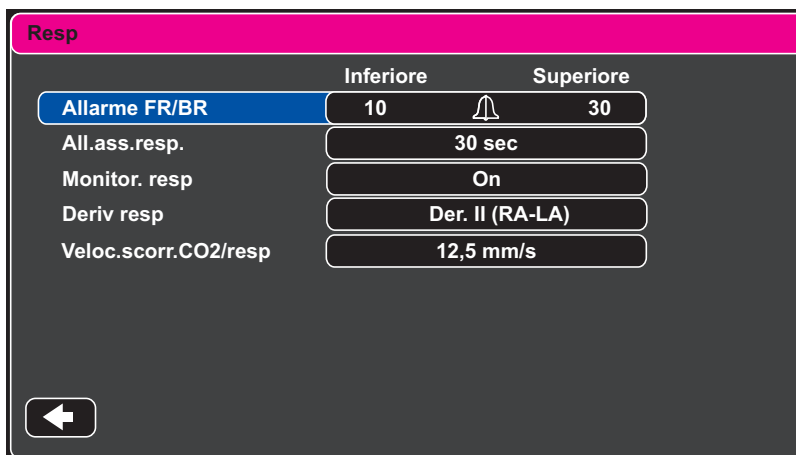 Resp
Inferiore Superiore
Allarme FR/BR 10 30
All.ass.resp. 30 sec
Monitor. resp On
Deriv resp Der. II (RA-LA)
Veloc.scorr.CO2/resp 12,5 mm/s